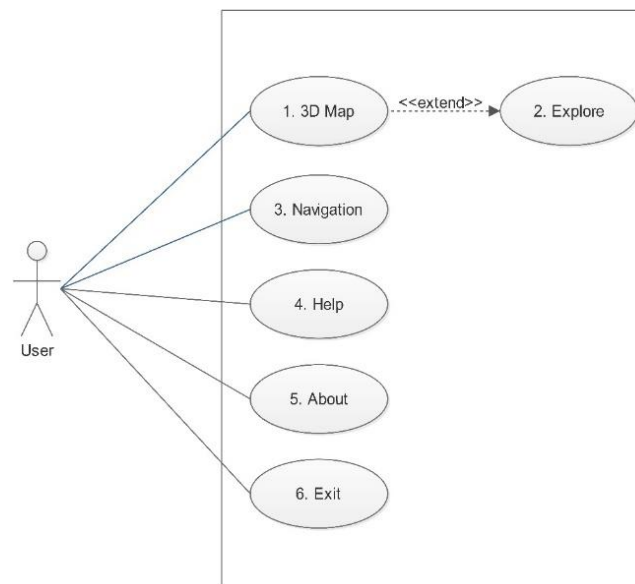 1. 3D Map
<<extend>>
2. Explore
3. Navigation
4. Help
User
5. About
6. Exit